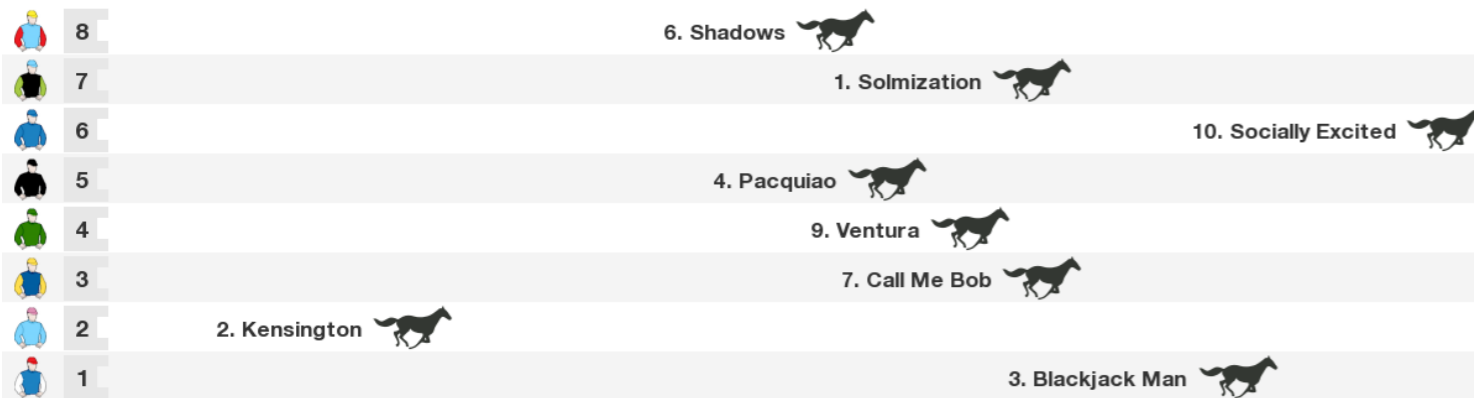 8 6. Shadows
7 1. Solmization
6 10. Socially Excited
5 4. Pacquiao
4 9. Ventura
3 7. Call Me Bob
2 2. Kensington
1 3. Blackjack Man